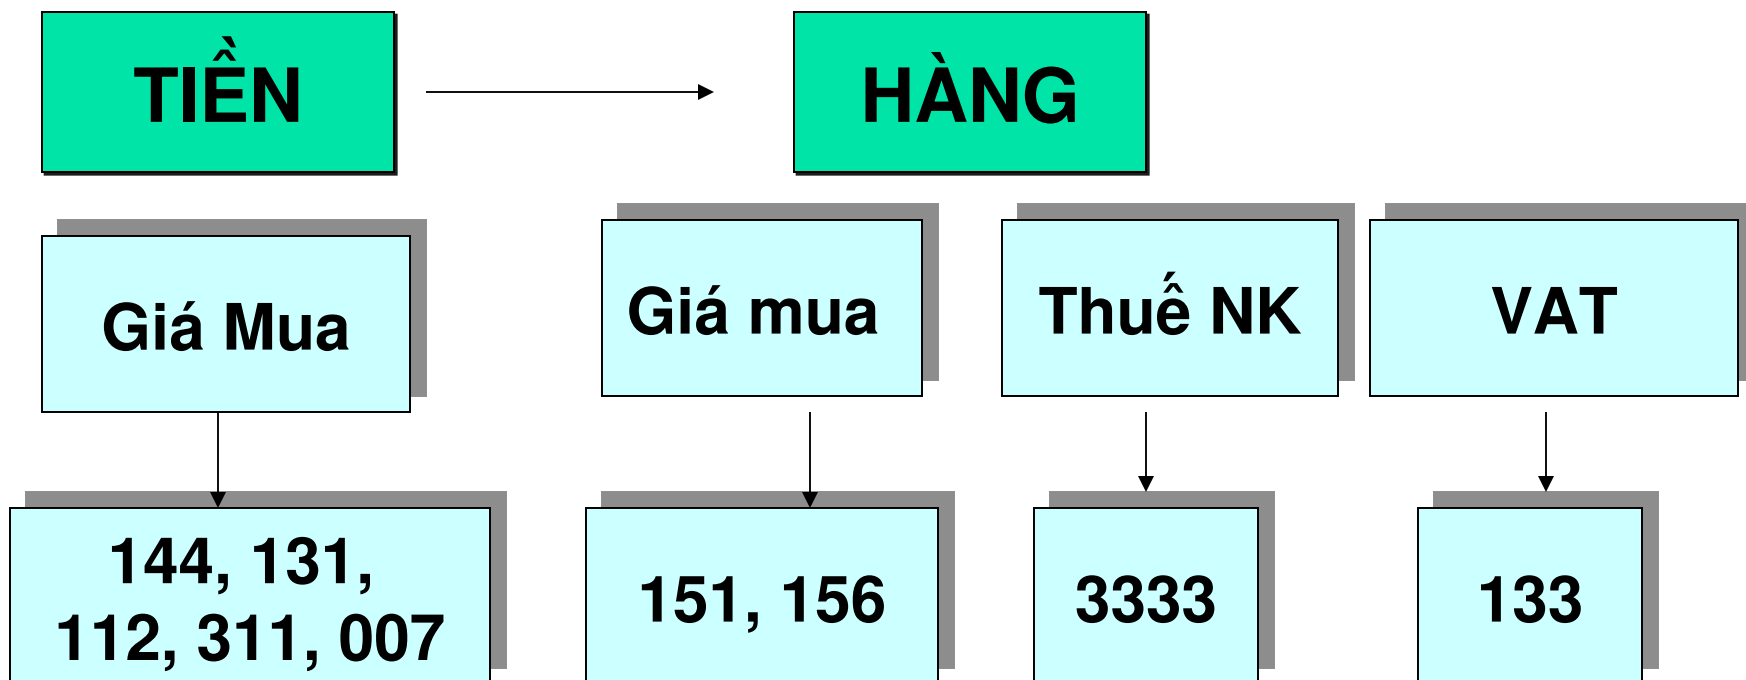 TIỀN
HÀNG
Giá Mua
Giá mua
Thuế NK
VAT
144, 131,
112, 311, 007
151, 156
3333
133